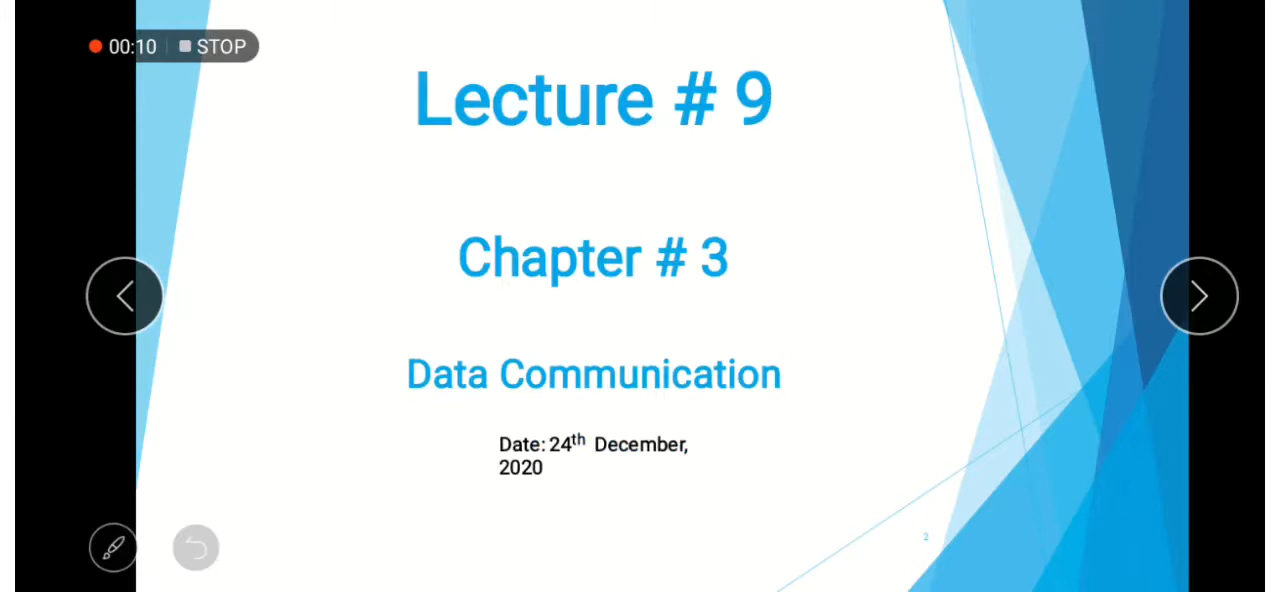 00:10 STOP
Lecture # 9
Chapter # 3
Data Communication
Date: 24th December,
2020
2